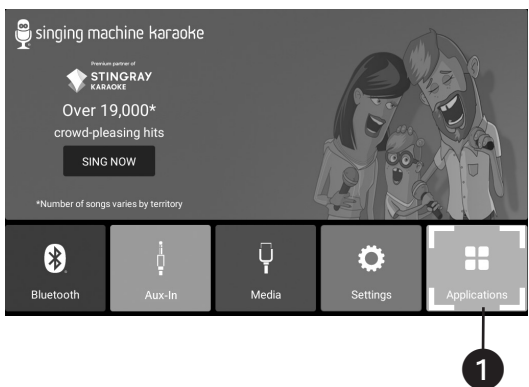 singing machine karaoke
Premium partner of
STINGRAY
KARAOKE
Over 19,000*
crowd-pleasing hits
SING NOW
*Number of songs varies by territory
Bluetooth
Aux-In
Media
Settings
Applications
1